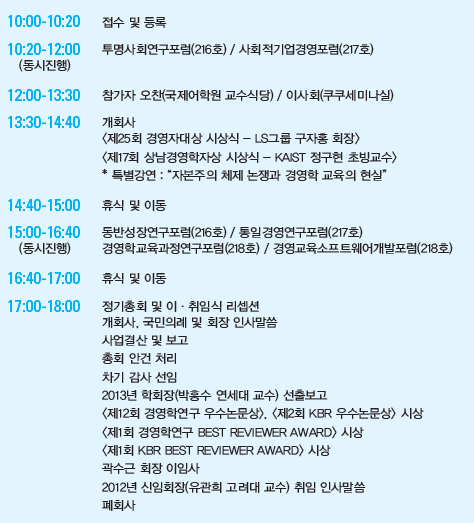 10:00-10:20 접수 및 등록
10:20-12:00 투명사회연구포럼(216호) / 사회적기업경영포럼(217호)
(동시진행)
12:00-13:30 참가자 오찬(국제어학원 교수식당) / 이사회(쿠쿠세미나실)
13:30-14:40 개회사
<제25회 경영자대상 시상식 – LS그룹 구자홍 회장>
<제17회 상남경영학자상 시상식 – KAIST 정구현 초빙교수>
* 특별강연 : "자본주의 체제 논쟁과 경영학 교육의 현실"
14:40-15:00 휴식 및 이동
15:00-16:40 동반성장연구포럼(216호) / 통일경영연구포럼(217호)
(동시진행) 경영학교육과정연구포럼(218호) / 경영교육소프트웨어개발포럼(218호)
16:40-17:00 휴식 및 이동
17:00-18:00 정기총회 및 이 · 취임식 리셉션
개회사, 국민의례 및 회장 인사말씀
사업결산 및 보고
총회 안건 처리
차기 감사 선임
2013년 학회장(박흥수 연세대 교수) 선출보고
<제12회 경영학연구 우수논문상>, <제2회 KBR 우수논문상> 시상
<제1회 경영학연구 BEST REVIEWER AWARD> 시상
<제1회 KBR BEST REVIEWER AWARD> 시상
곽수근 회장 이임사
2012년 신임회장(유관희 고려대 교수) 취임 인사말씀
폐회사